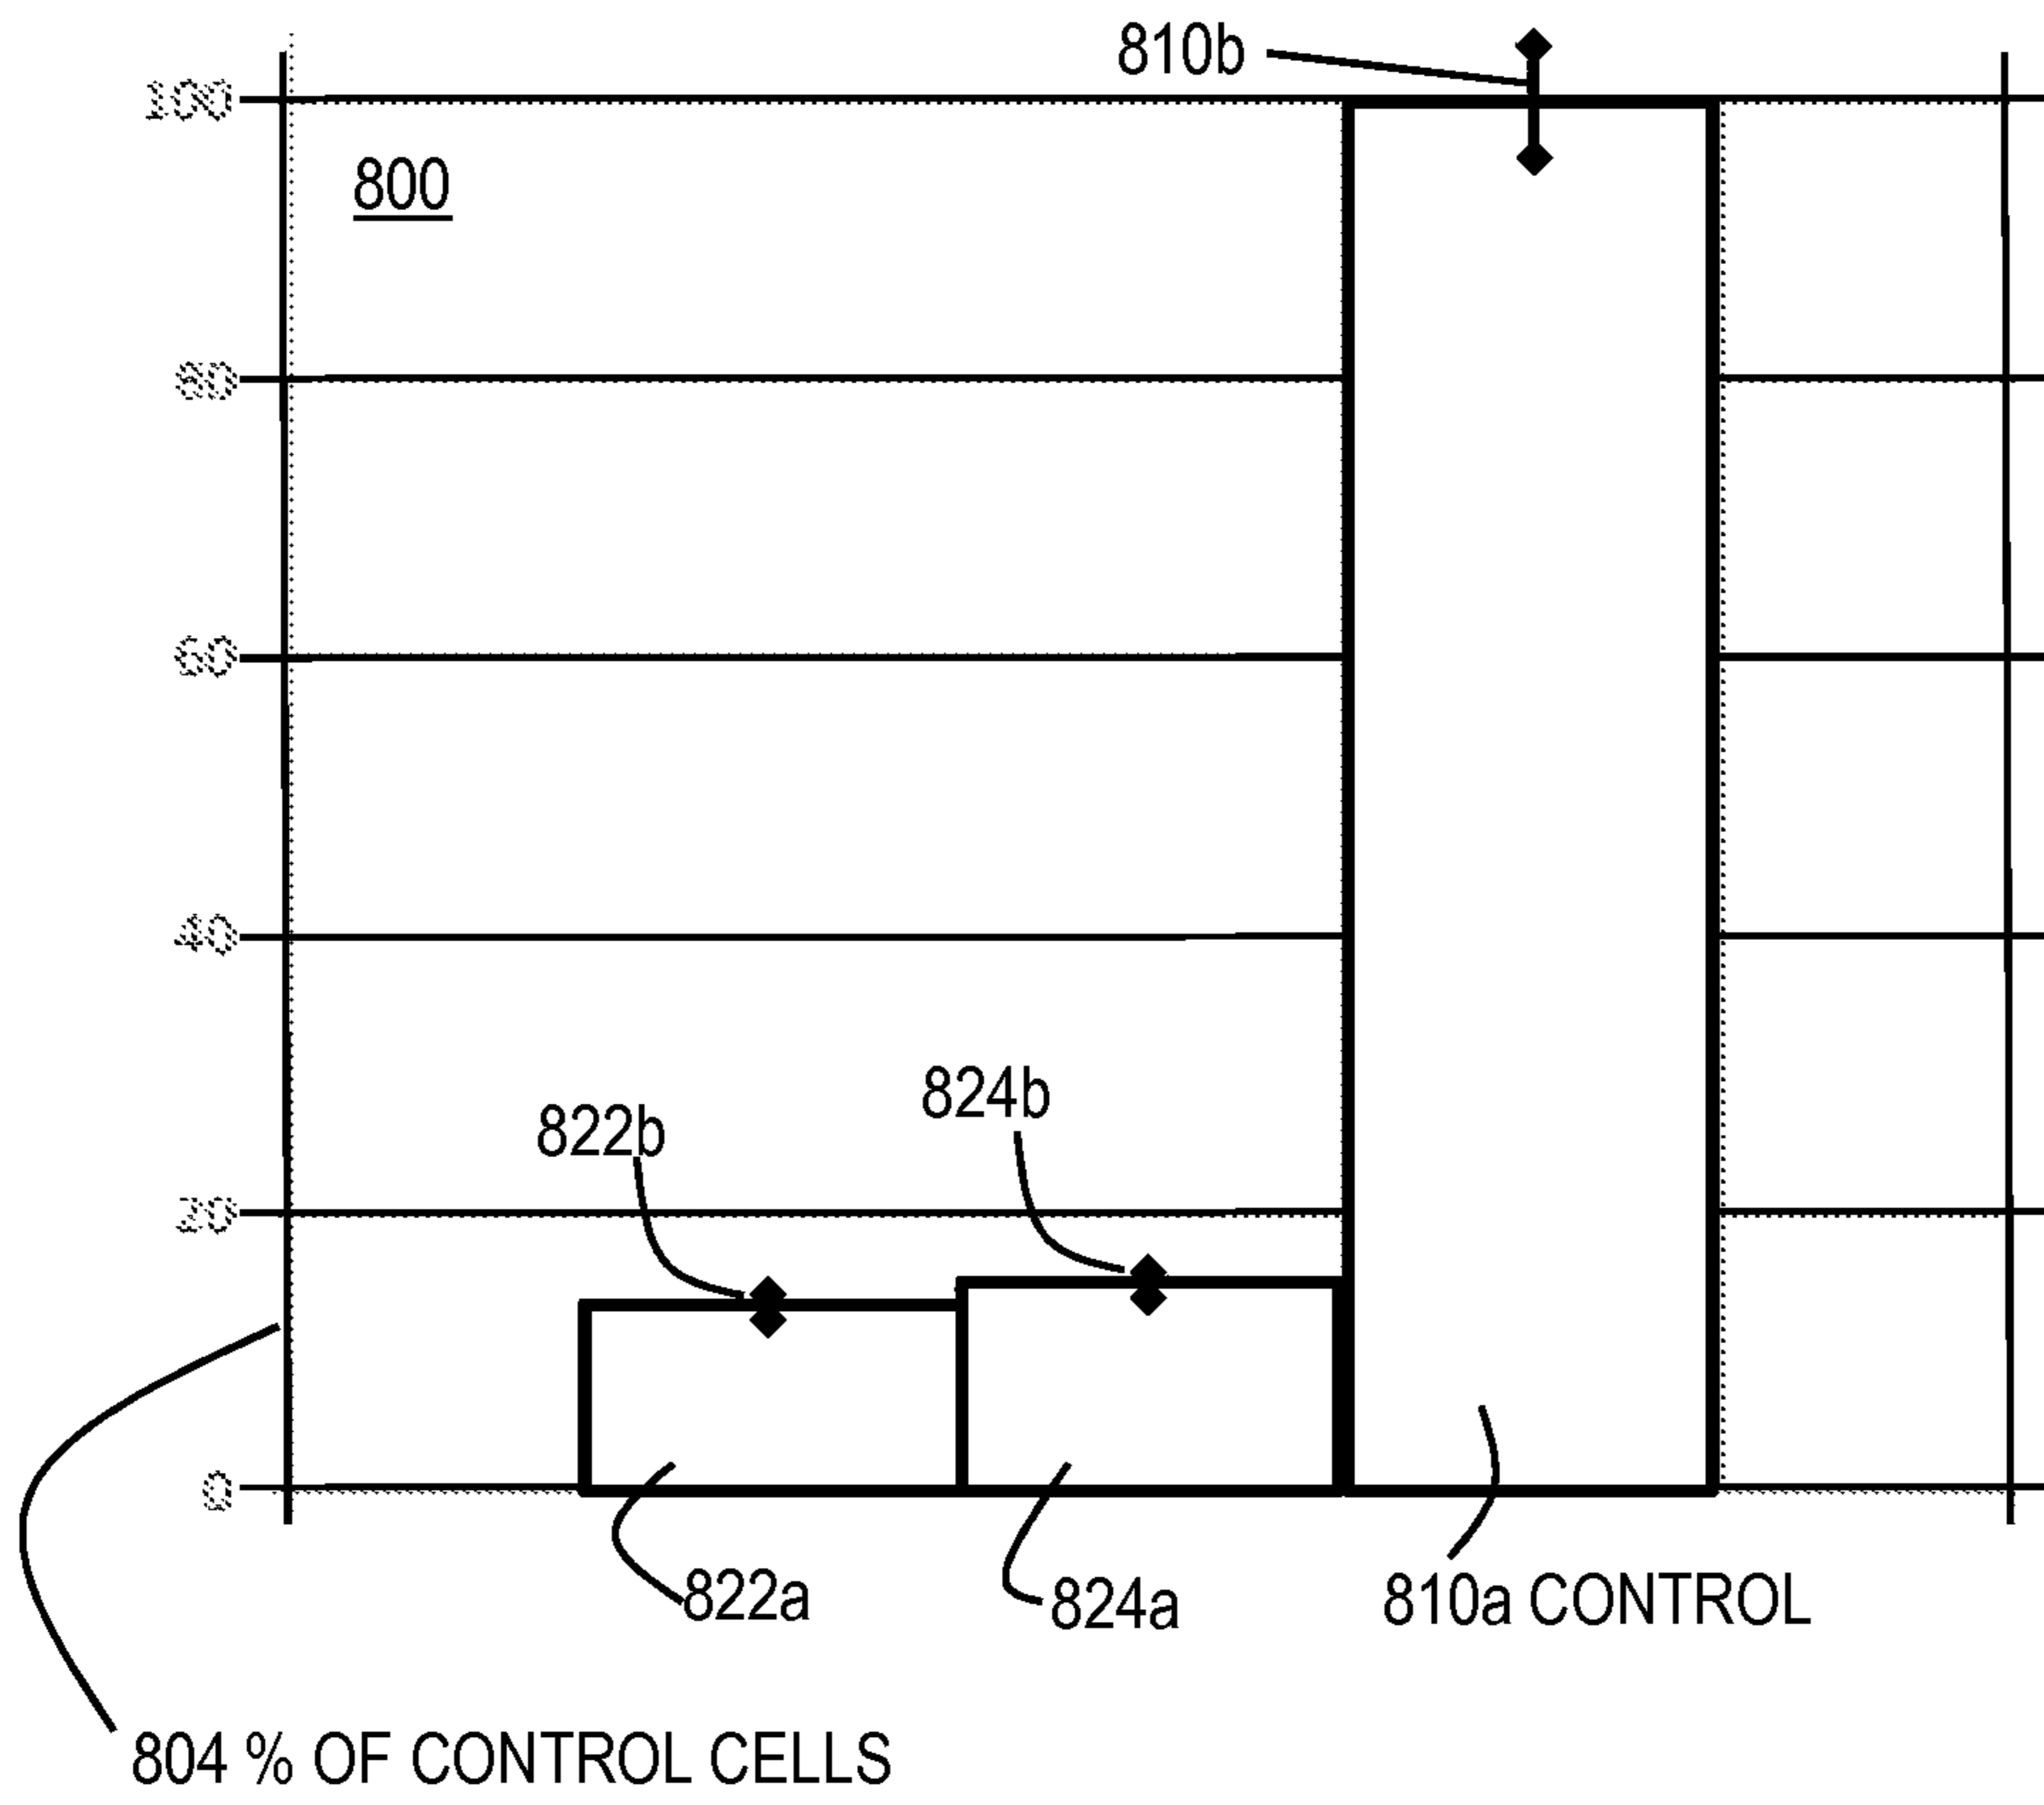 810b
100
800
80
60
40
824b
822b
20
0
822a
824a
810a CONTROL
804 % OF CONTROL CELLS